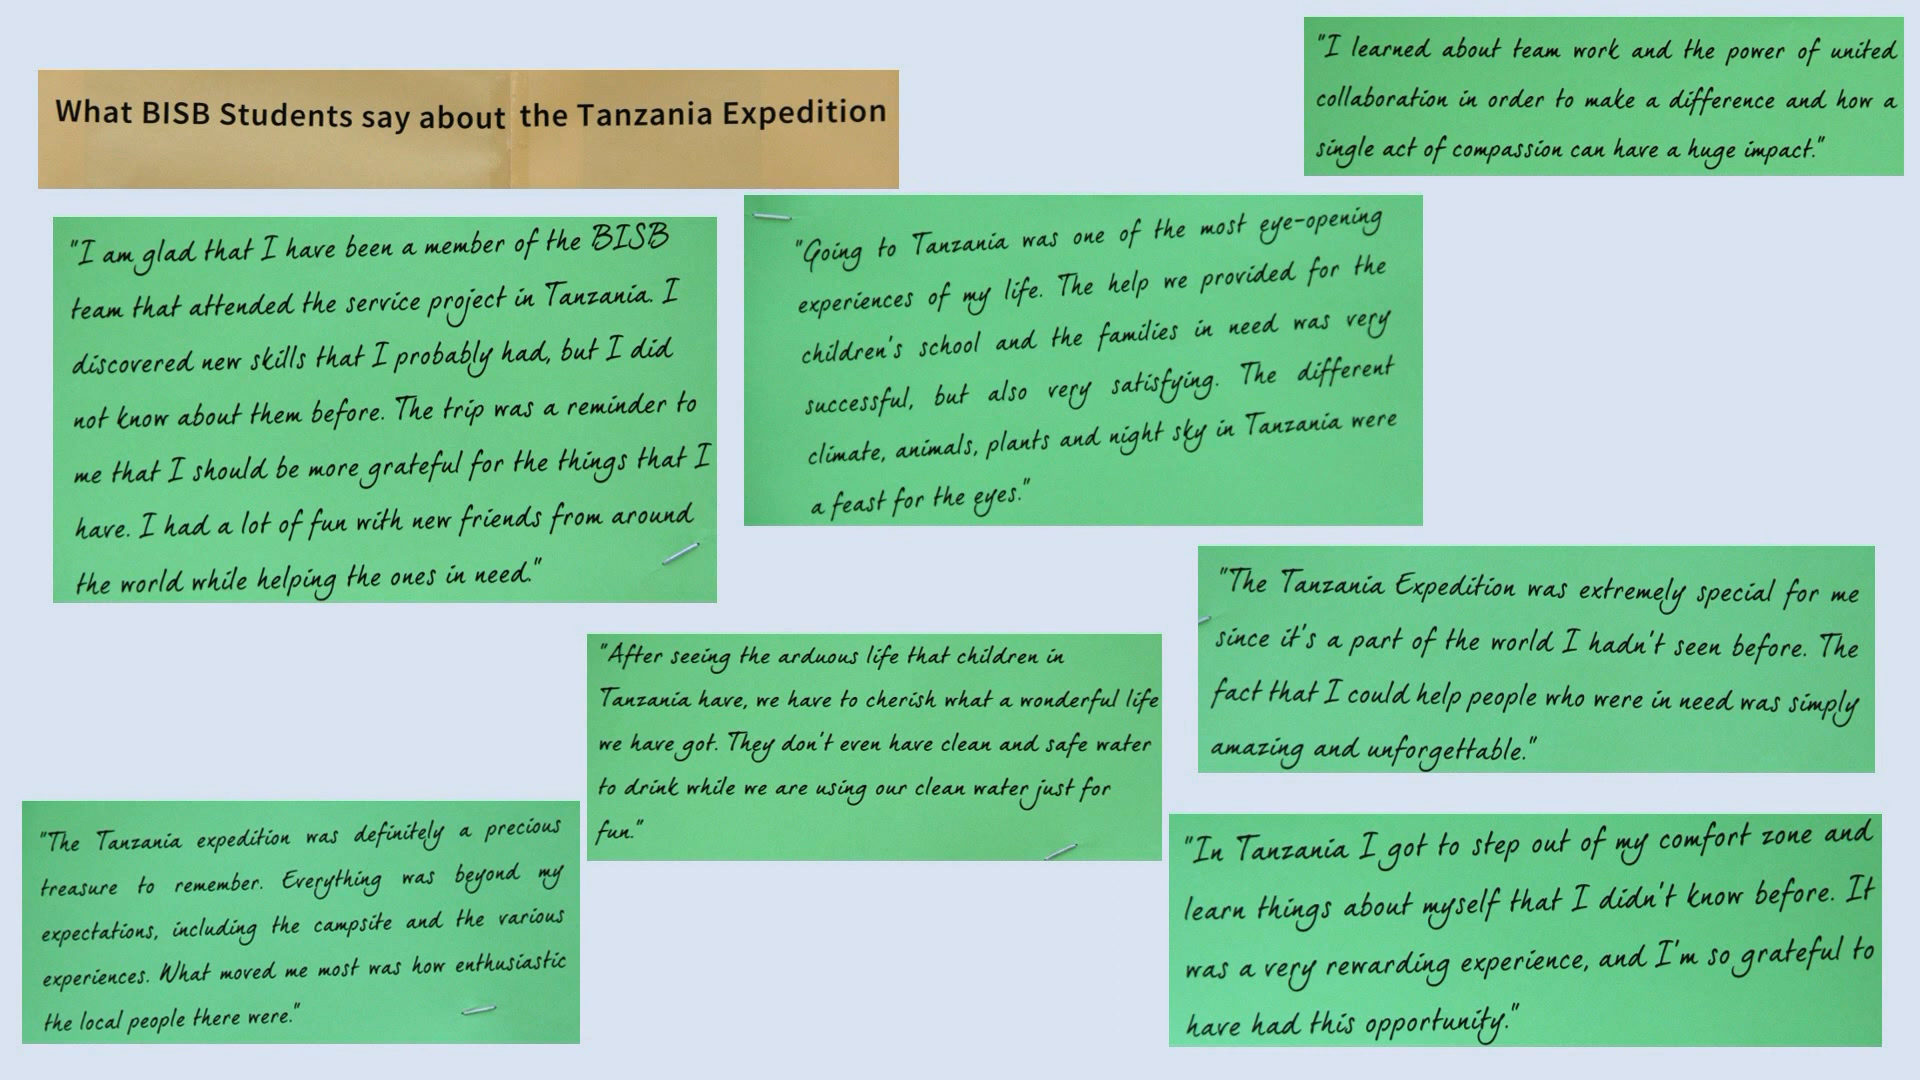 What BISB Students say about the Tanzania Expedition
"I learned about team work and the power of united
collaboration in order to make a difference and how a
single act of compassion can have a huge impact."
"I am glad that I have been a member of the BISB
team that attended the service project in Tanzania. I
discovered new skills that I probably had, but I did
not know about them before. The trip was a reminder to
me that I should be more grateful for the things that I
have. I had a lot of fun with new friends from around
the world while helping the ones in need."
"Going to Tanzania was one of the most eye-opening
experiences of my life. The help we provided for the
children's school and the families in need was very
successful, but also very satisfying. The different
climate, animals, plants and night sky in Tanzania were
a feast for the eyes."
"The Tanzania Expedition was extremely special for me
since it's a part of the world I hadn't seen before. The
fact that I could help people who were in need was simply
amazing and unforgettable."
"After seeing the arduous life that children in
Tanzania have, we have to cherish what a wonderful life
we have got. They don't even have clean and safe water
to drink while we are using our clean water just for
fun."
"The Tanzania expedition was definitely a precious
treasure to remember. Everything was beyond my
expectations, including the campsite and the various
experiences. What moved me most was how enthusiastic
the local people there were."
"In Tanzania I got to step out of my comfort zone and
learn things about myself that I didn't know before. It
was a very rewarding experience, and I'm so grateful to
have had this opportunity."